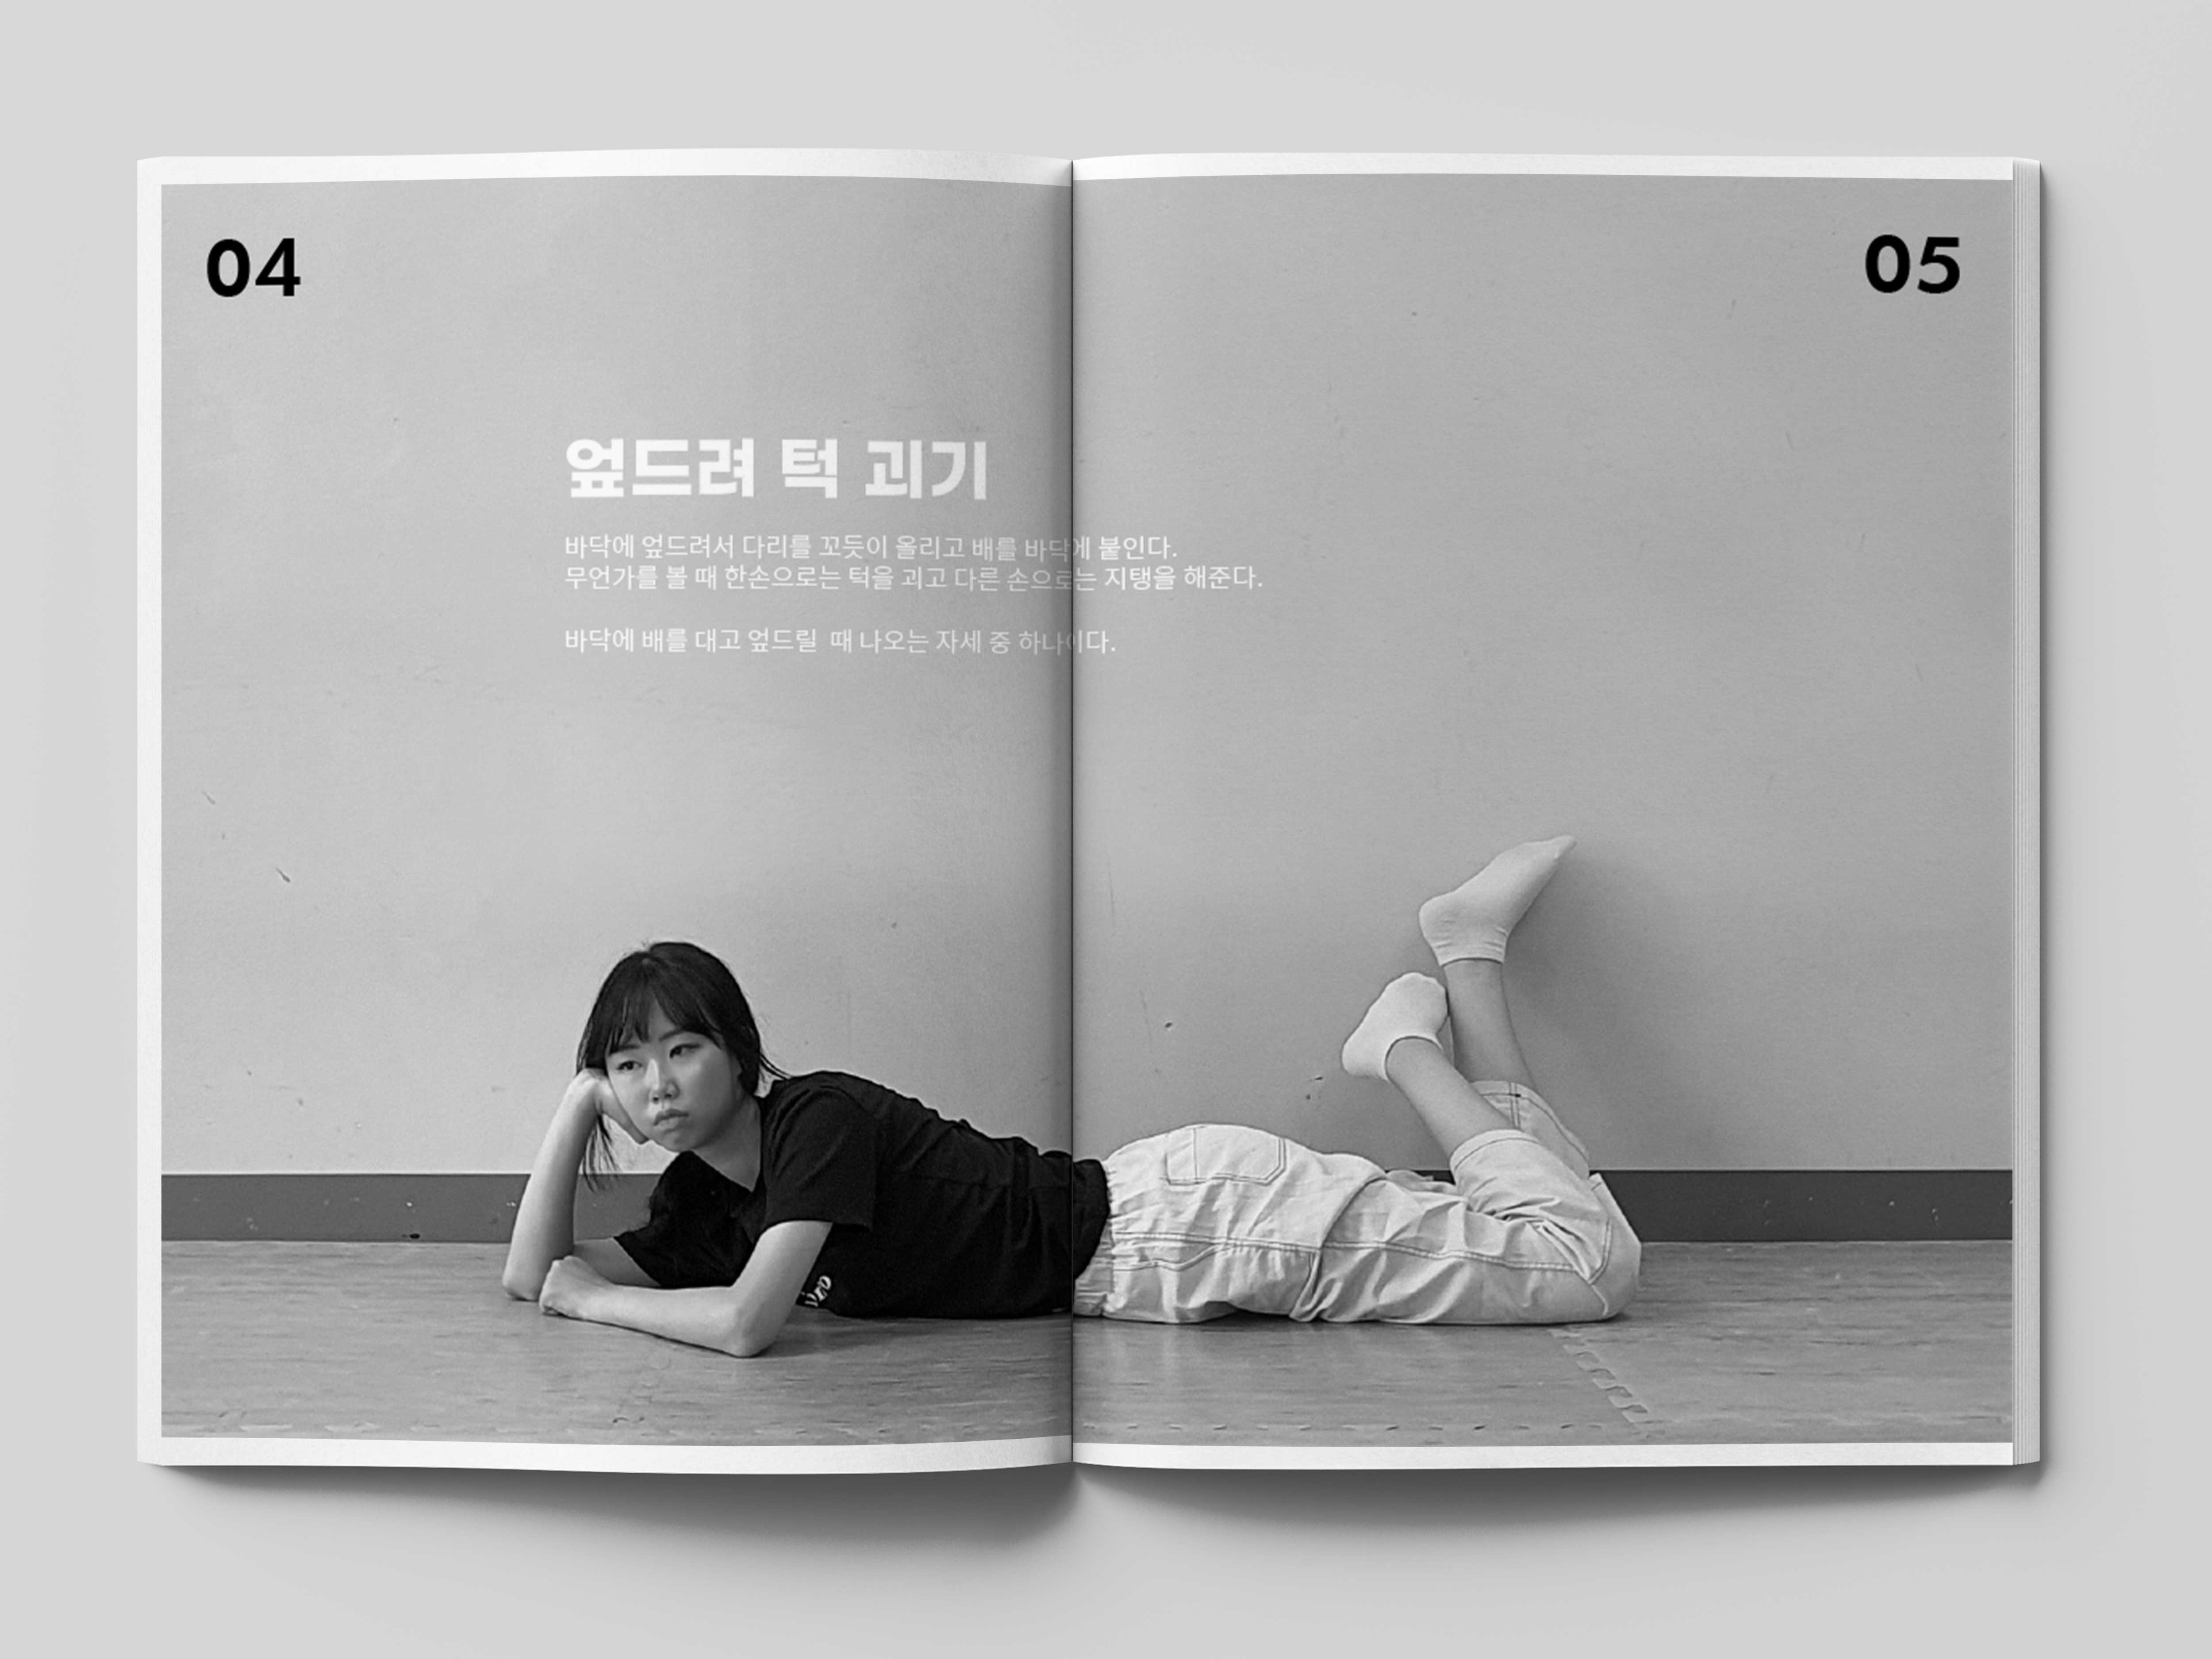 04
05
엎드려 턱 괴기
바닥에 엎드려서 다리를 꼬듯이 올리고 배를 바닥에 붙인다.
무언가를 볼 때 한손으로는 턱을 괴고 다른 손으로는 지탱을 해준다.
바닥에 배를 대고 엎드릴 때 나오는 자세 중 하나이다.